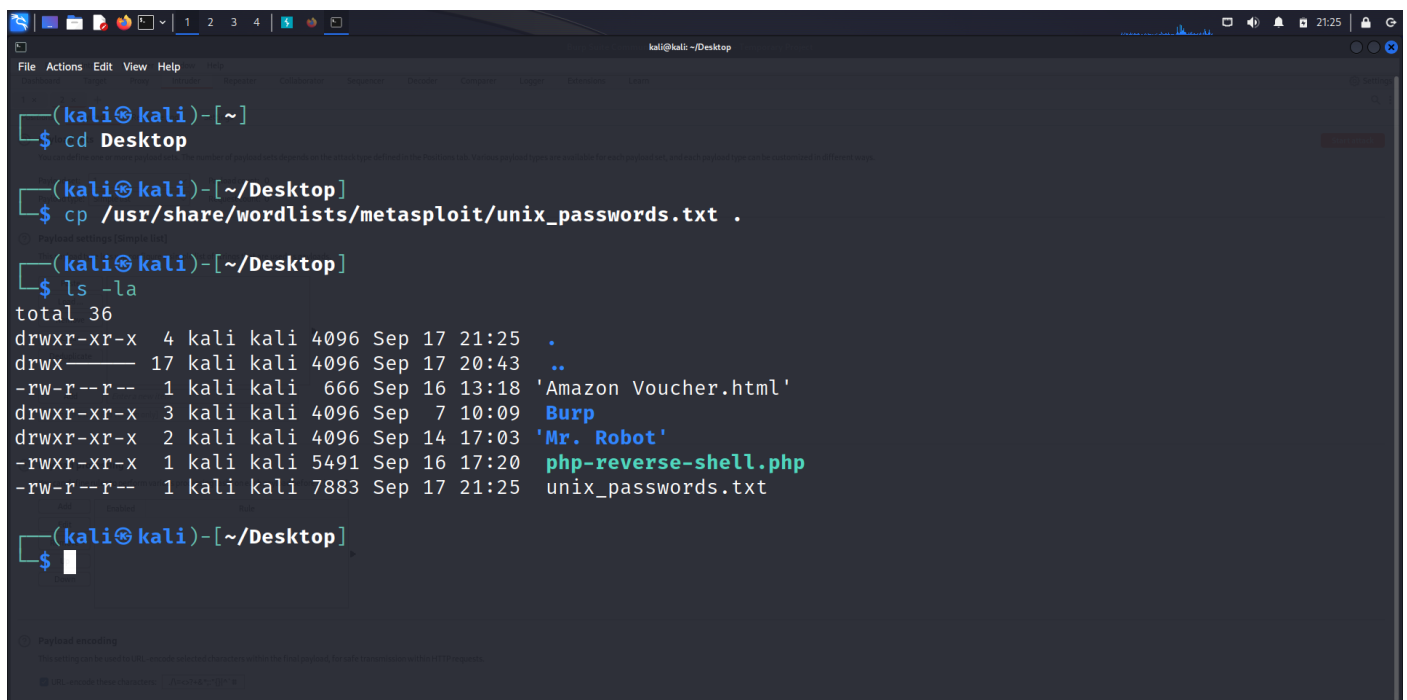 1 2 3 4
21:25
kali@kali: ~/Desktop
File Actions Edit View Help
┌──(kali㉿kali)-[~]
└─$ cd Desktop
┌──(kali㉿kali)-[~/Desktop]
└─$ cp /usr/share/wordlists/metasploit/unix_passwords.txt .
Payload settings [Simple list]
┌──(kali㉿kali)-[~/Desktop]
└─$ ls -la
total 36
drwxr-xr-x 4 kali kali 4096 Sep 17 21:25 .
drwx------ 17 kali kali 4096 Sep 17 20:43 ..
-rw-r--r-- 1 kali kali 666 Sep 16 13:18 'Amazon Voucher.html'
drwxr-xr-x 3 kali kali 4096 Sep 7 10:09 Burp
drwxr-xr-x 2 kali kali 4096 Sep 14 17:03 'Mr. Robot'
-rwxr-xr-x 1 kali kali 5491 Sep 16 17:20 php-reverse-shell.php
-rw-r--r-- 1 kali kali 7883 Sep 17 21:25 unix_passwords.txt
┌──(kali㉿kali)-[~/Desktop]
└─$
Payload encoding